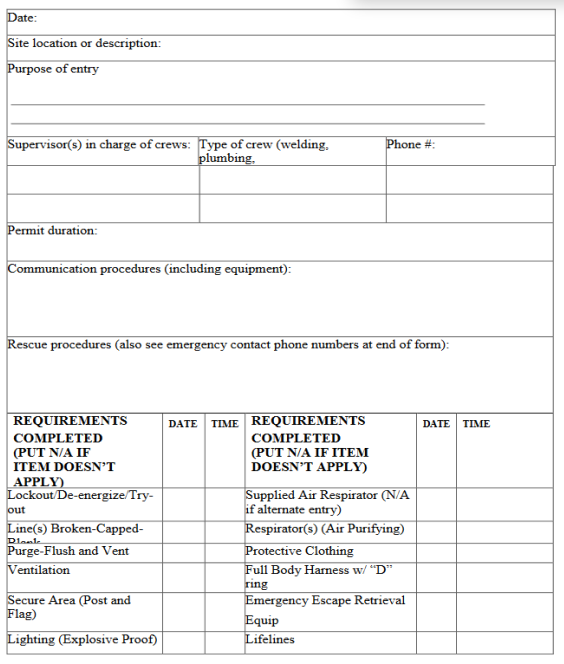 Date:
Site location or description:
Purpose of entry
Supervisor(s) in charge of crews:
Type of crew (welding,
plumbing,
Phone #:
Permit duration:
Communication procedures (including equipment):
Rescue procedures (also see emergency contact phone numbers at end of form):
REQUIREMENTS
COMPLETED
(PUT N/A IF
ITEM DOESN'T
APPLY)
DATE
TIME
REQUIREMENTS
COMPLETED
(PUT N/A IF ITEM
DOESN'T APPLY)
DATE
TIME
Lockout/De-energize/Try-
out
Supplied Air Respirator (N/A
if alternate entry)
Line(s) Broken-Capped-
Respirator(s) (Air Purifying)
Purge-Flush and Vent
Protective Clothing
Ventilation
Full Body Harness w/ “D”
ring
Secure Area (Post and
Flag)
Emergency Escape Retrieval
Equip
Lighting (Explosive Proof)
Lifelines